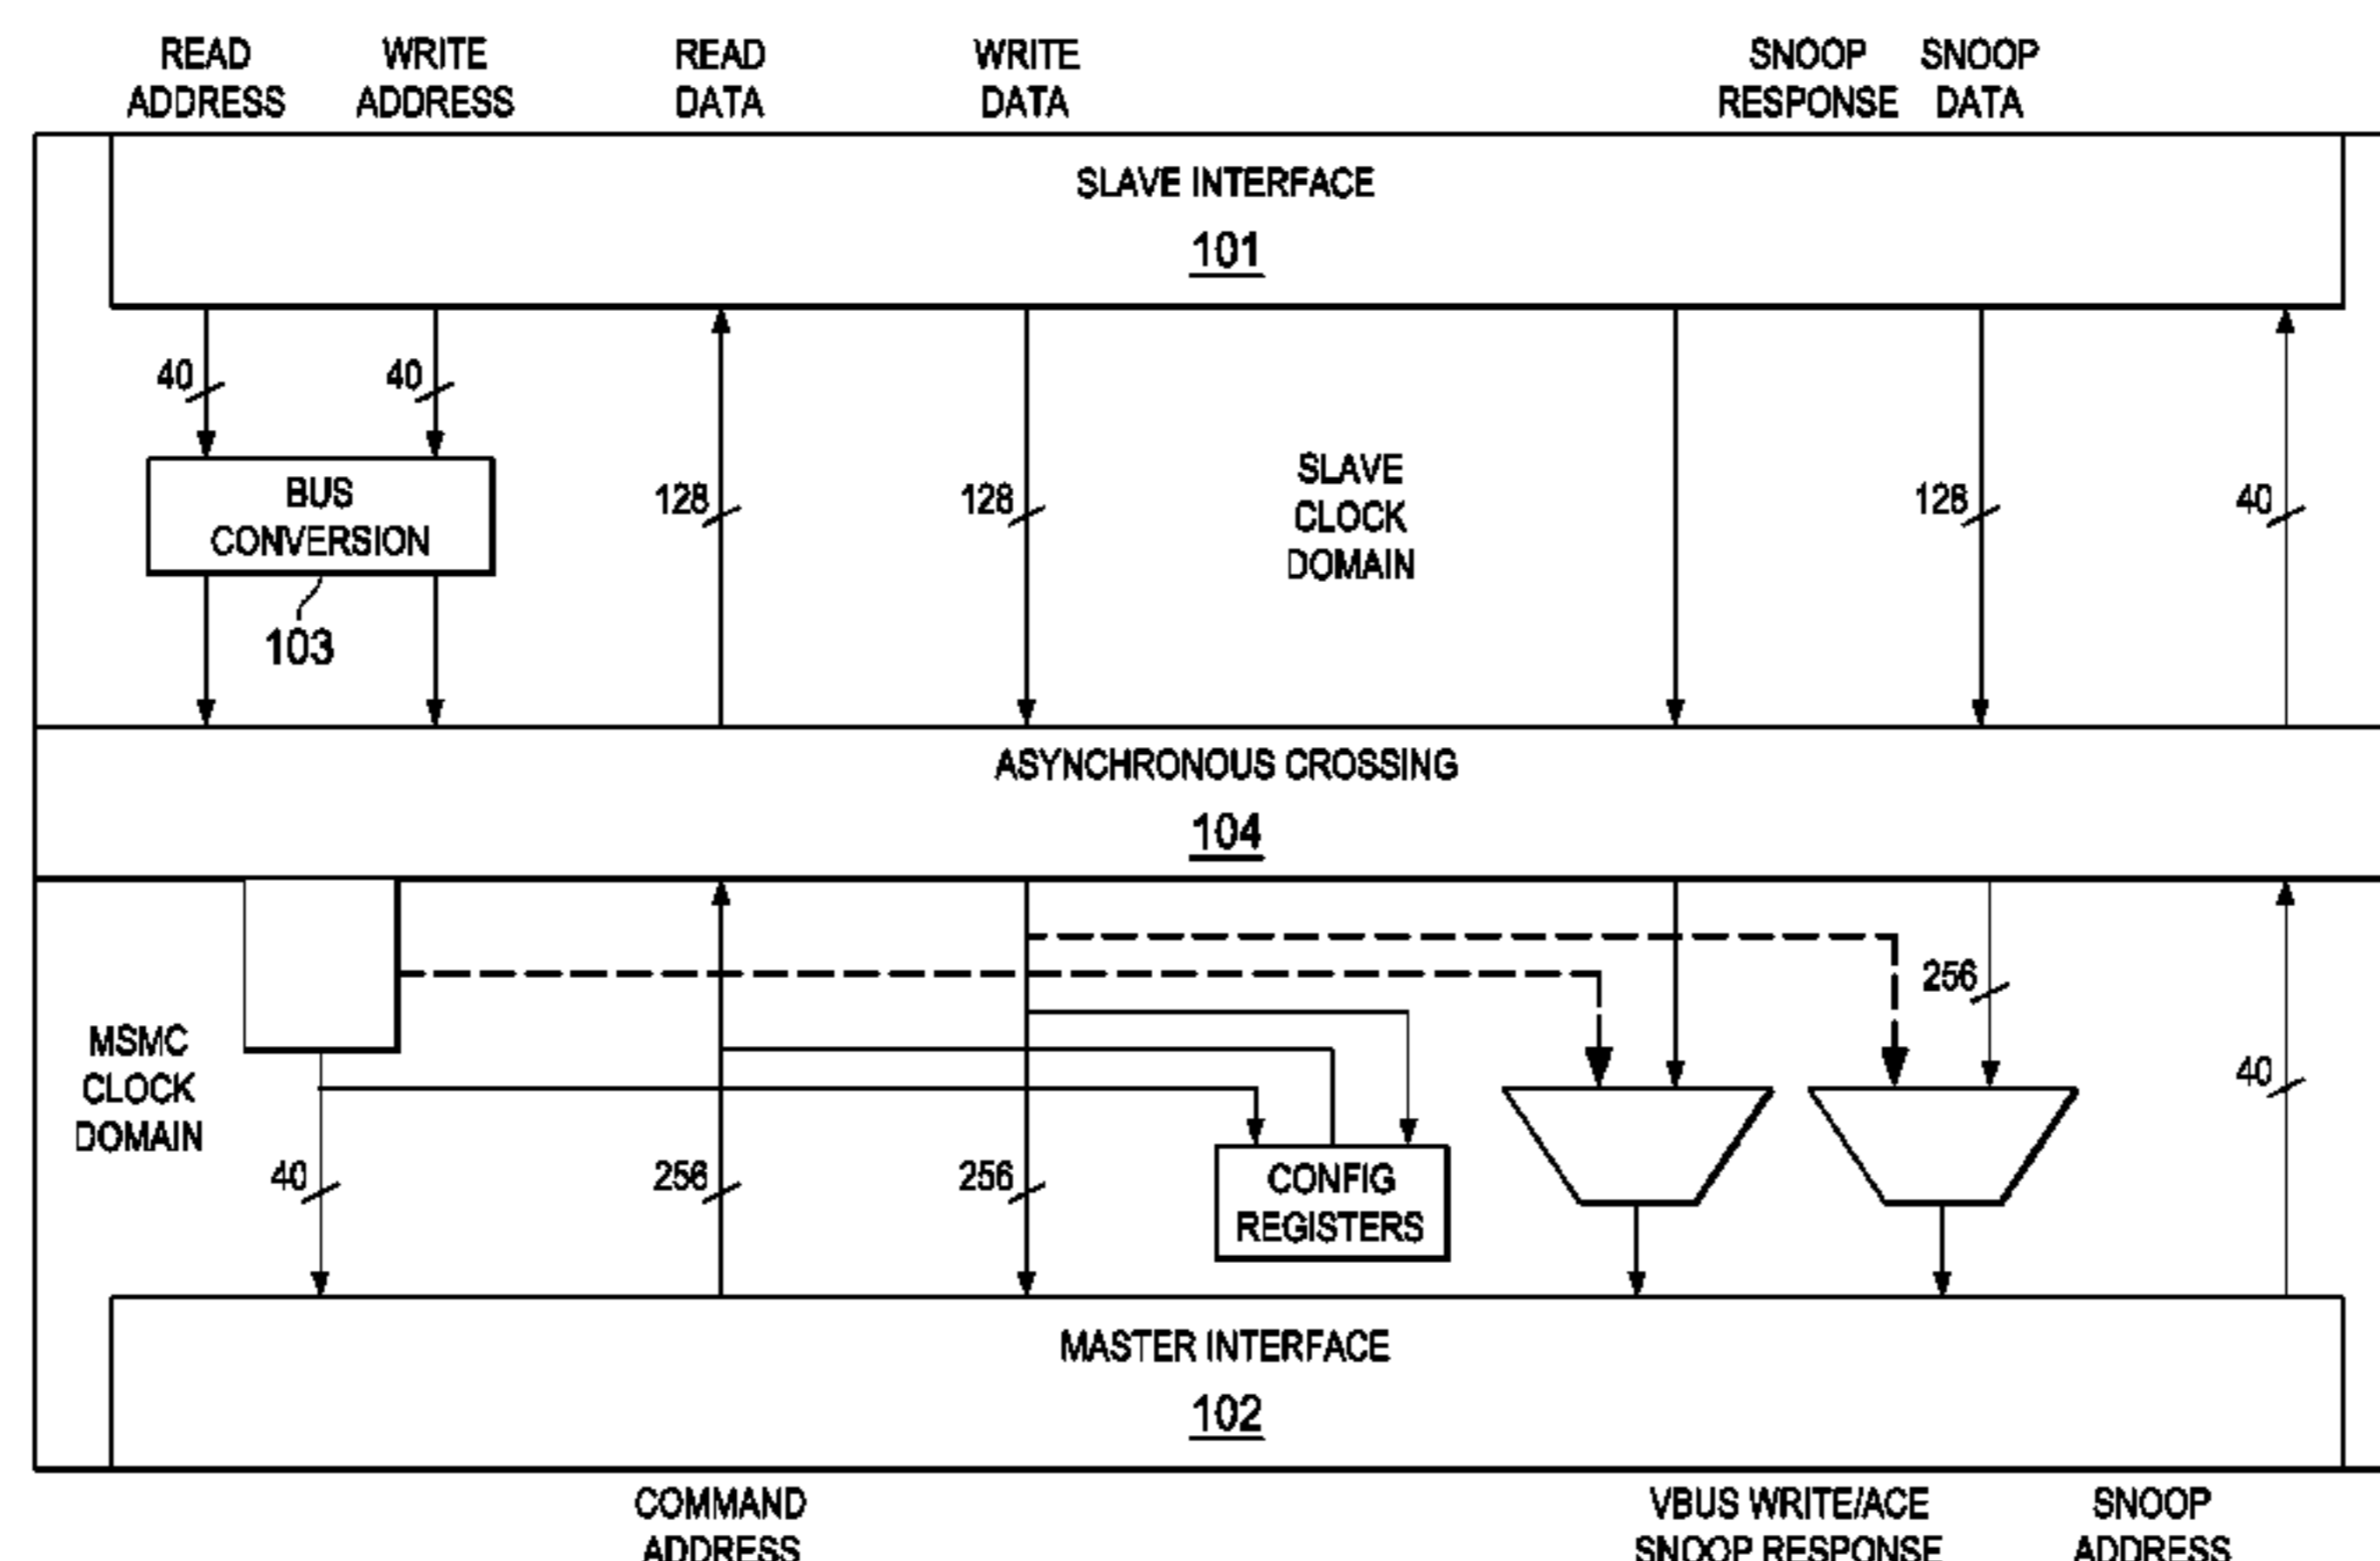 READ
ADDRESS
WRITE
ADDRESS
READ
DATA
WRITE
DATA
SNOOP
RESPONSE
SNOOP
DATA
SLAVE INTERFACE
101
40
40
BUS
CONVERSION
103
128
128
SLAVE
CLOCK
DOMAIN
128
40
ASYNCHRONOUS CROSSING
104
MSMC
CLOCK
DOMAIN
256
40
40
256
256
CONFIG
REGISTERS
MASTER INTERFACE
102
COMMAND
ADDRESS
VBUS WRITE/ACE
SNOOP RESPONSE
SNOOP
ADDRESS